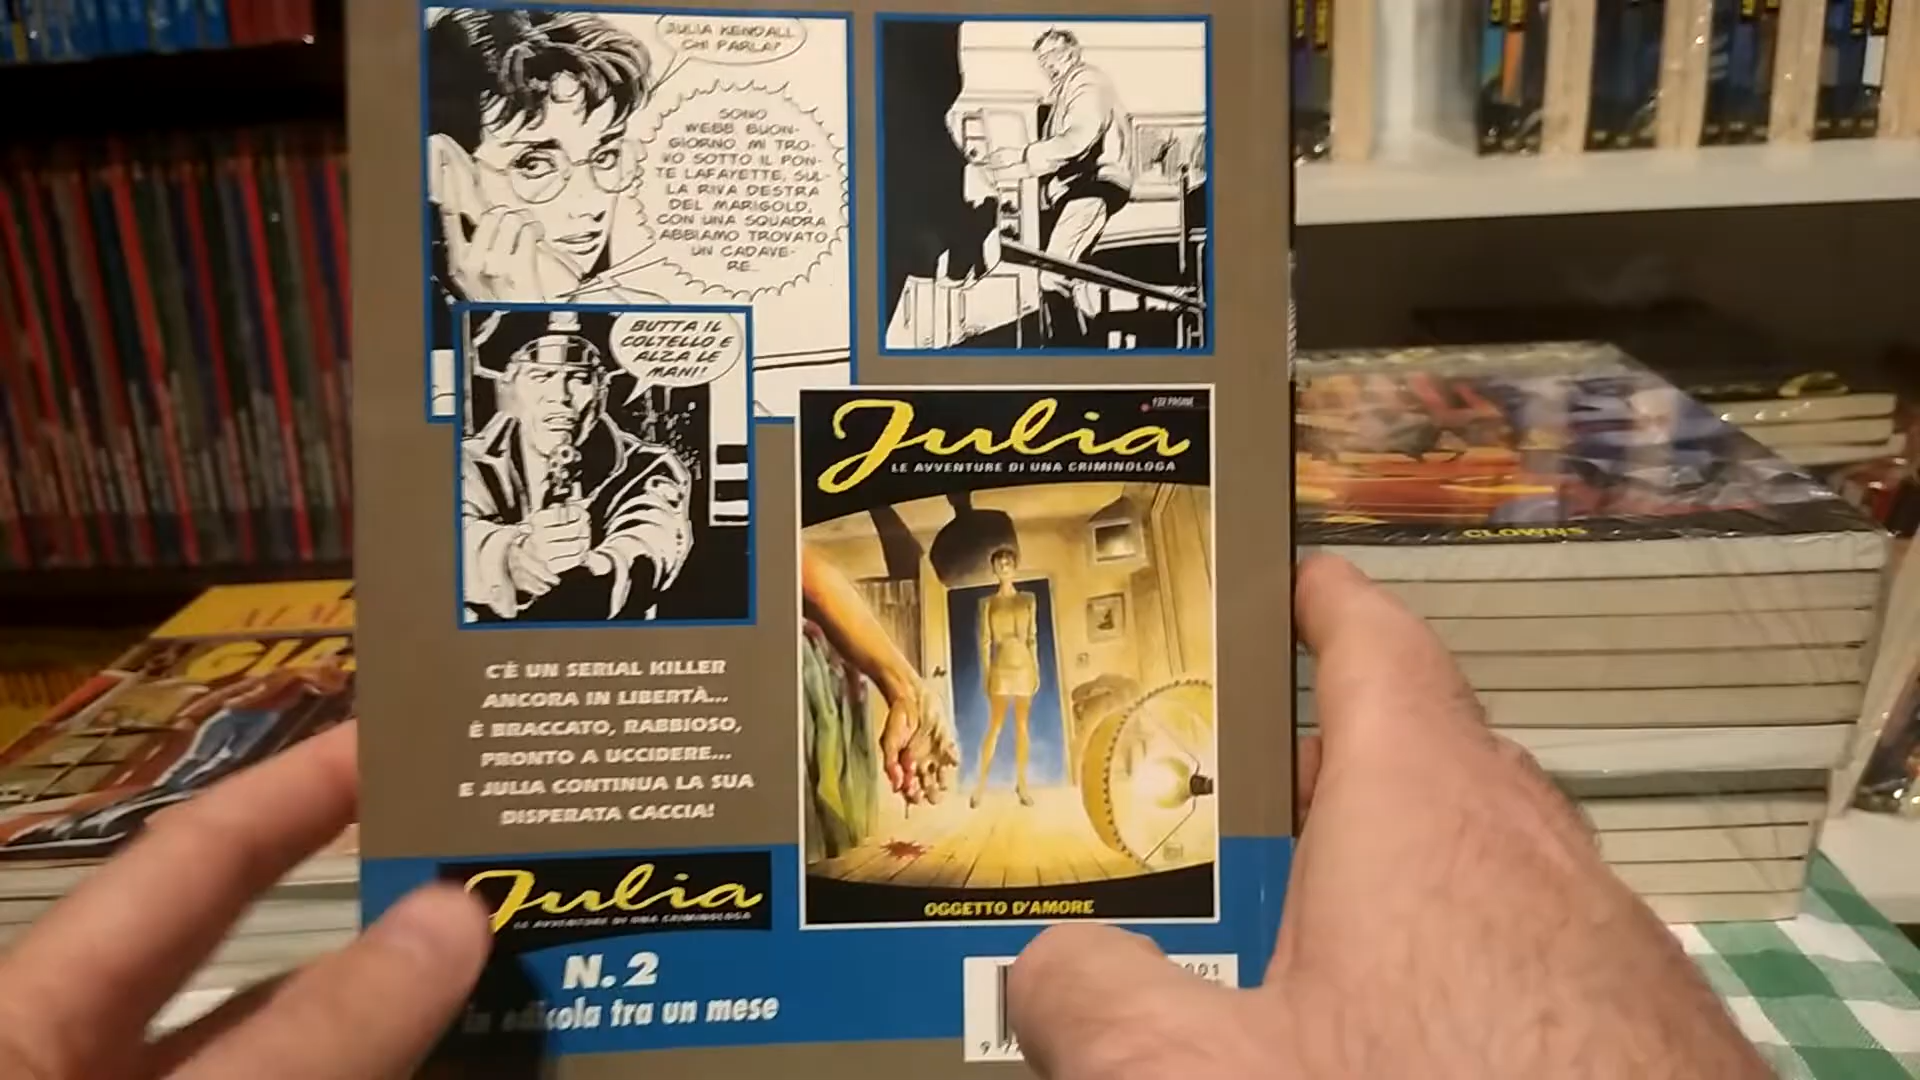 JULIA KENDALL
CHI PARLA?
SONO
WEBB. BUON-
GIORNO. MI TRO-
VO SOTTO IL PON-
TE LAFAYETTE, SUL-
LA RIVA DESTRA
DEL MARIGOLD,
CON UNA SQUADRA
ABBIAMO TROVATO
UN CADAVE-
RE...
BUTTA IL
COLTELLO E
ALZA LE
MANI!
132 PAGINE
Julia
LE AVVENTURE DI UNA CRIMINOLOGA
OGGETTO D'AMORE
C'È UN SERIAL KILLER
ANCORA IN LIBERTÀ...
È BRACCATO, RABBIOSO,
PRONTO A UCCIDERE...
E JULIA CONTINUA LA SUA
DISPERATA CACCIA!
Julia
LE AVVENTURE DI UNA CRIMINOLOGA
N. 2
in edicola tra un mese
CLOWNS